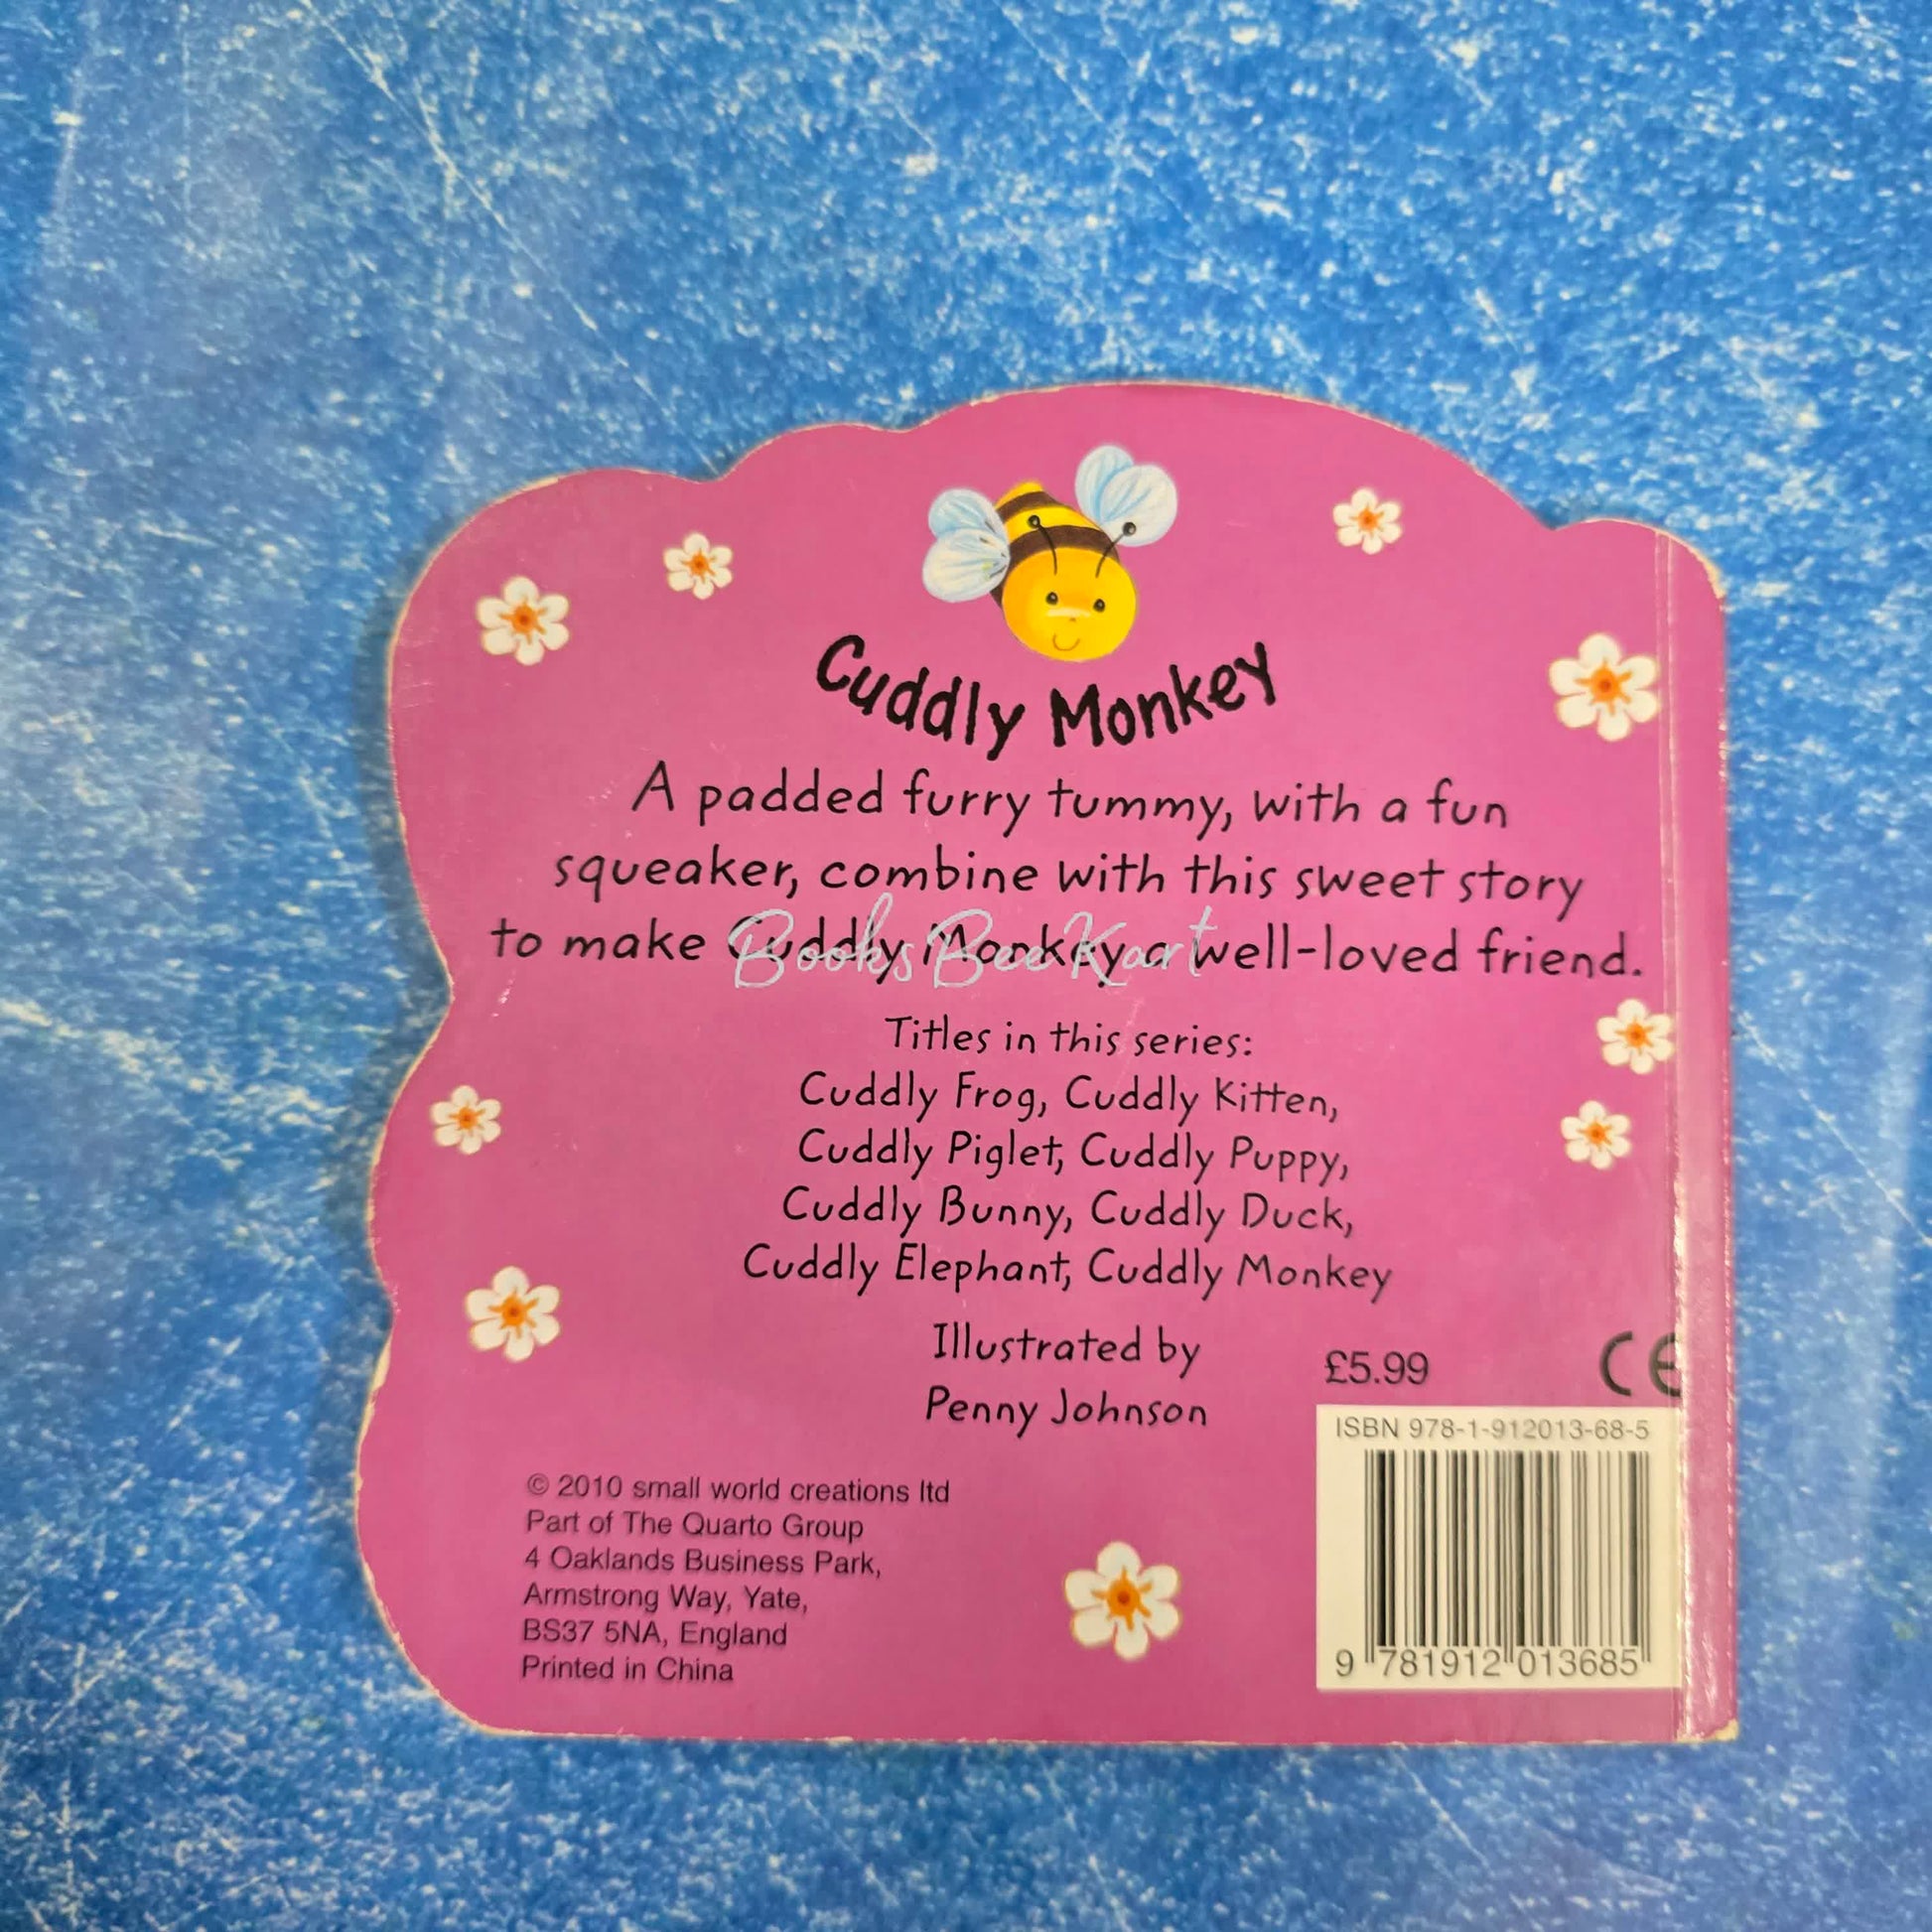 Cuddly Monkey
A padded furry tummy, with a fun
squeaker, combine with this sweet story
to make Cuddly Monkey a well-loved friend.
Books Bee Kart
Titles in this series:
Cuddly Frog, Cuddly Kitten,
Cuddly Piglet, Cuddly Puppy,
Cuddly Bunny, Cuddly Duck,
Cuddly Elephant, Cuddly Monkey
Illustrated by
Penny Johnson
£5.99
CE
ISBN 978-1-912013-68-5
9 781912 013685
© 2010 small world creations ltd
Part of The Quarto Group
4 Oaklands Business Park,
Armstrong Way, Yate,
BS37 5NA, England
Printed in China